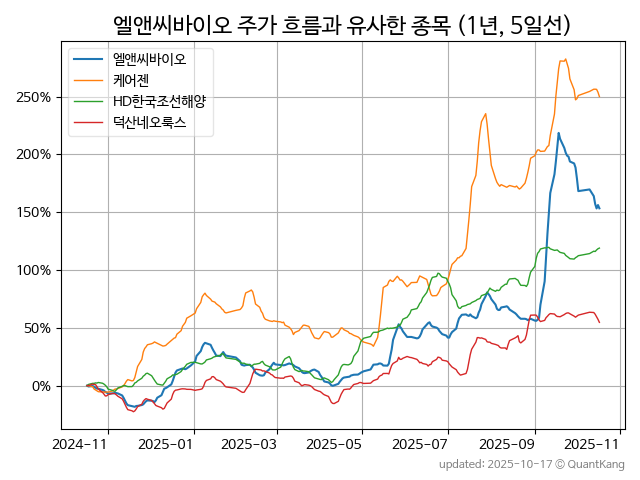 엘앤씨바이오 주가 흐름과 유사한 종목 (1년, 5일선)
엘앤씨바이오
케어젠
HD한국조선해양
덕산네오룩스
250%
200%
150%
100%
50%
0%
2024-11 2025-01 2025-03 2025-05 2025-07 2025-09 2025-11
updated: 2025-10-17 © QuantKang